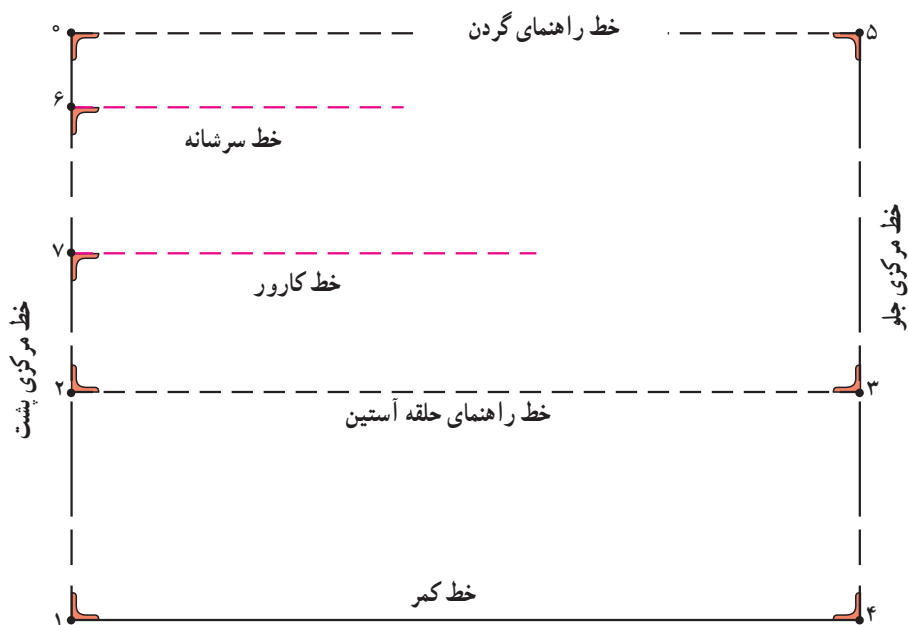 ۰
خط راهنمای گردن
۵
۶
خط سرشانه
۷
خط کارور
خط مرکزی جلو
خط مرکزی پشت
۲
خط راهنمای حلقه آستین
۳
۱
خط کمر
۴